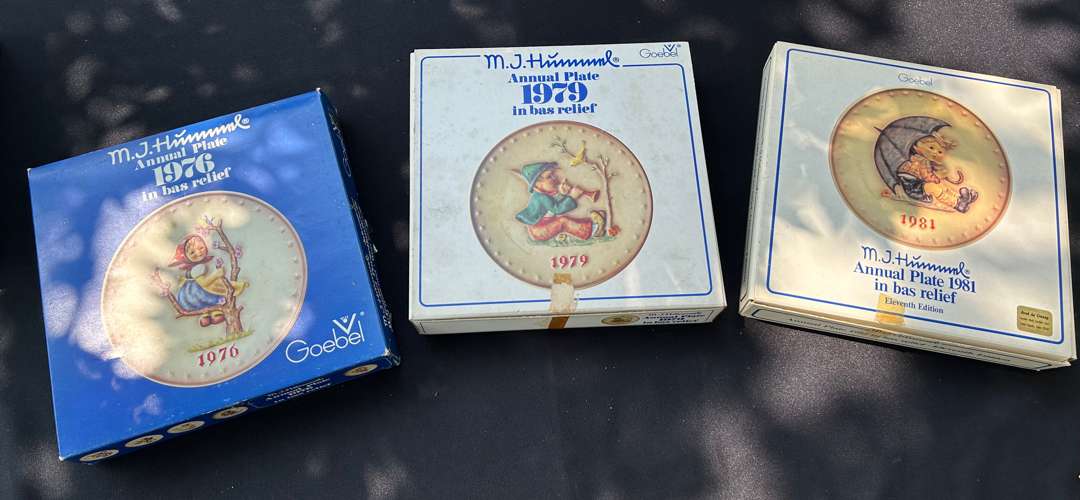 M.J.Hummel®
Annual Plate
1976
in bas relief
1976
Goebel
M.J.Hummel®
Goebel®
Annual Plate
1979
in bas relief
1979
Goebel
1981
M.J.Hummel®
Annual Plate 1981
in bas relief
Eleventh Edition